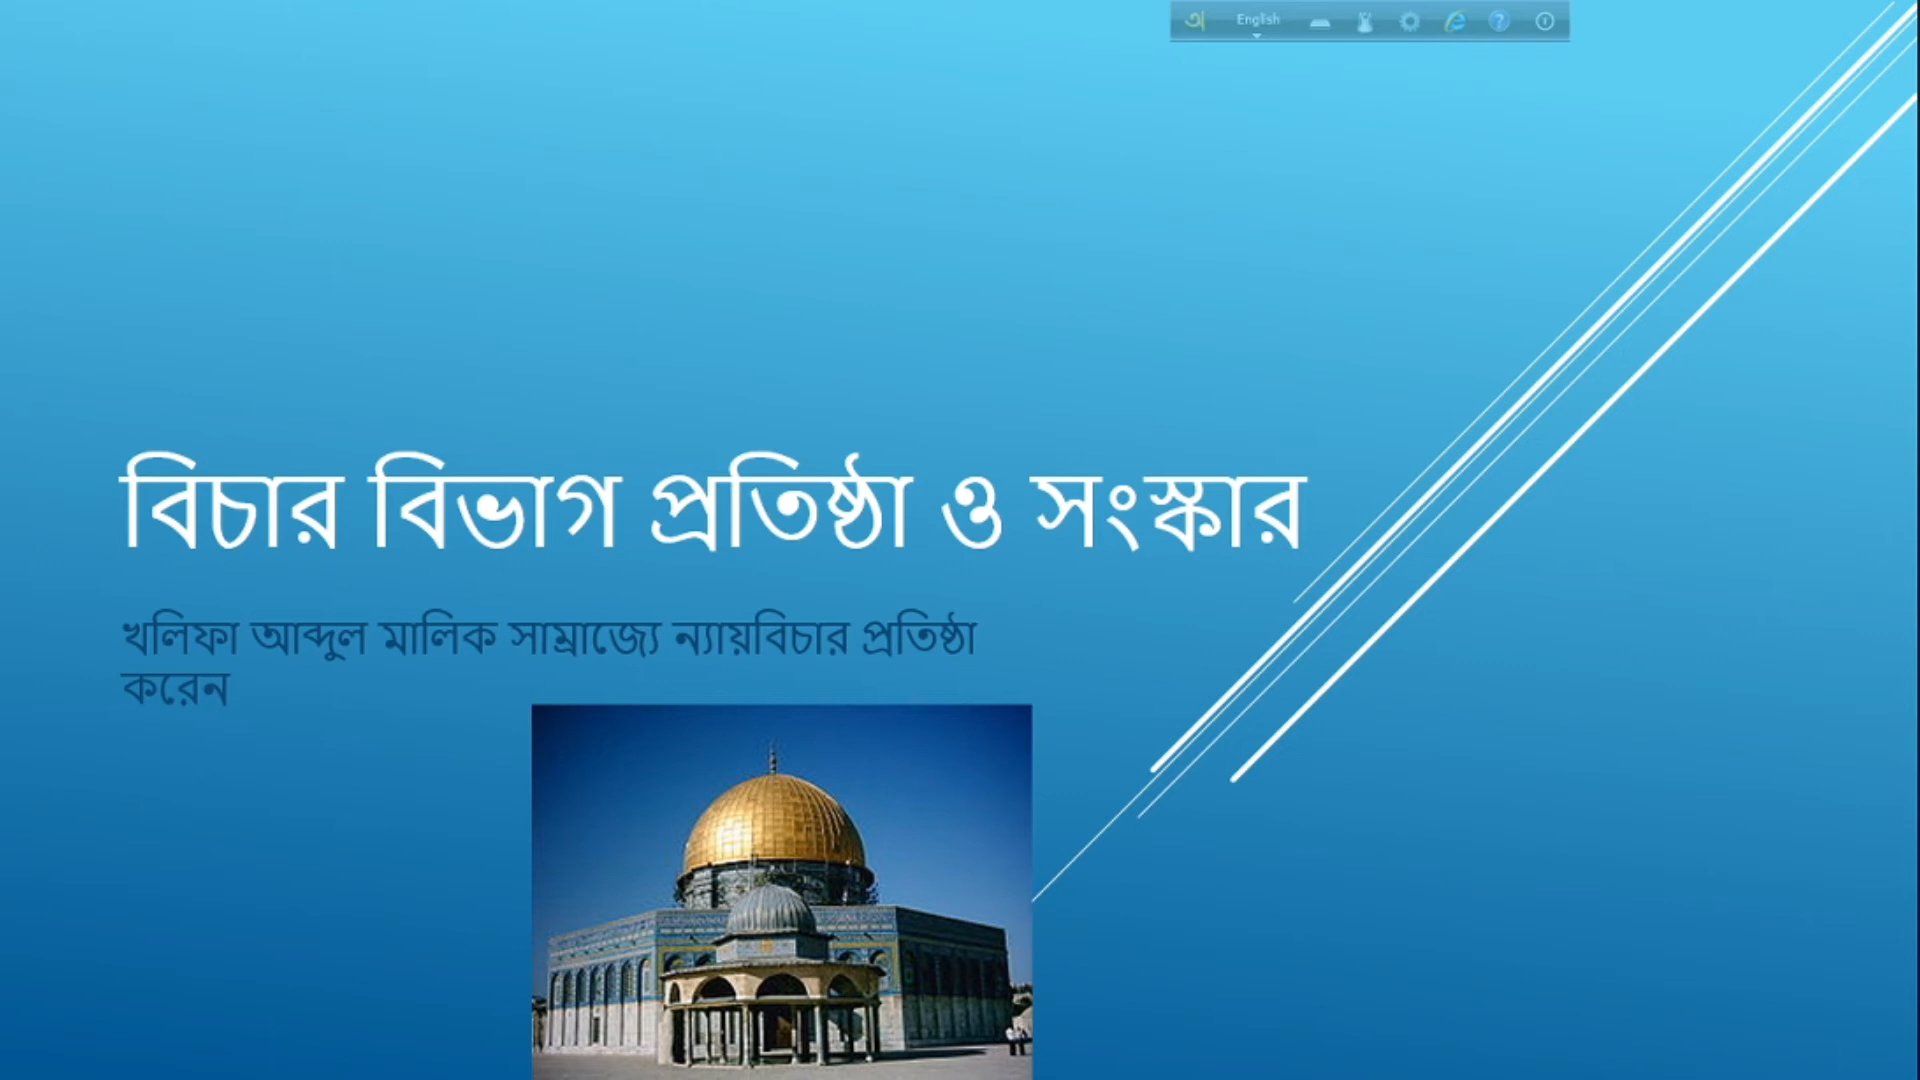 অ English
বিচার বিভাগ প্রতিষ্ঠা ও সংস্কার
খলিফা আব্দুল মালিক সাম্রাজ্যে ন্যায়বিচার প্রতিষ্ঠা
করেন